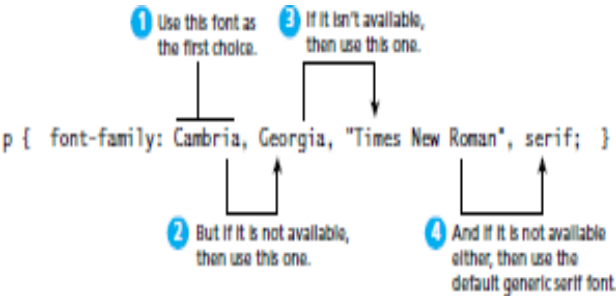 1 Use this font as
the first choice.
3 If it isn't available,
then use this one.
p { font-family: Cambria, Georgia, "Times New Roman", serif; }
2 But if it is not available,
then use this one.
4 And if it is not available
either, then use the
default generic serif font